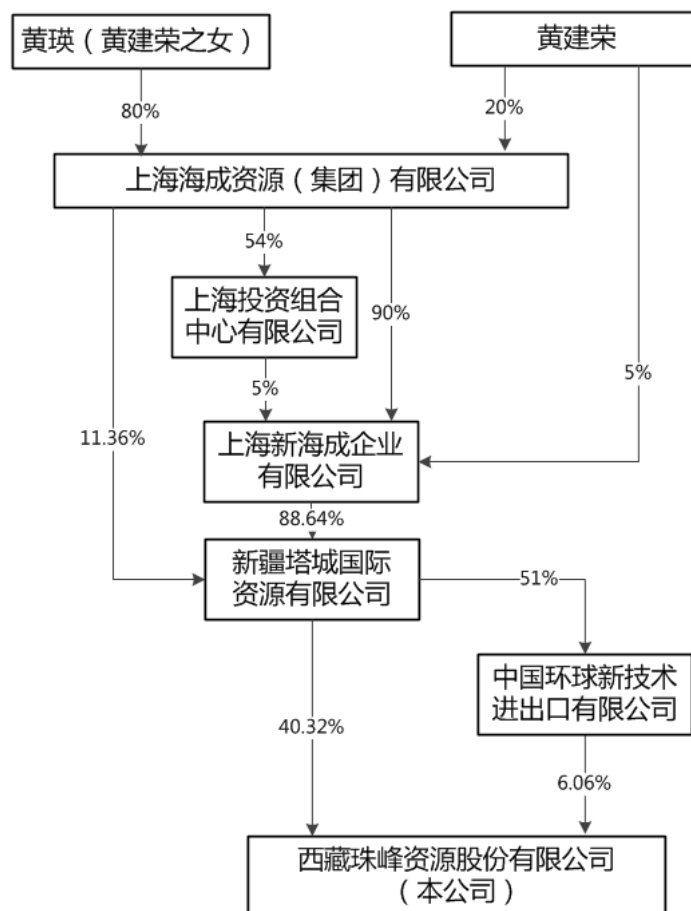 黄瑛（黄建荣之女）
黄建荣
80%
20%
上海海成资源（集团）有限公司
54%
上海投资组合
中心有限公司
90%
5%
5%
11.36%
上海新海成企业
有限公司
88.64%
新疆塔城国际
资源有限公司
51%
中国环球新技术
进出口有限公司
40.32%
6.06%
西藏珠峰资源股份有限公司
（本公司）